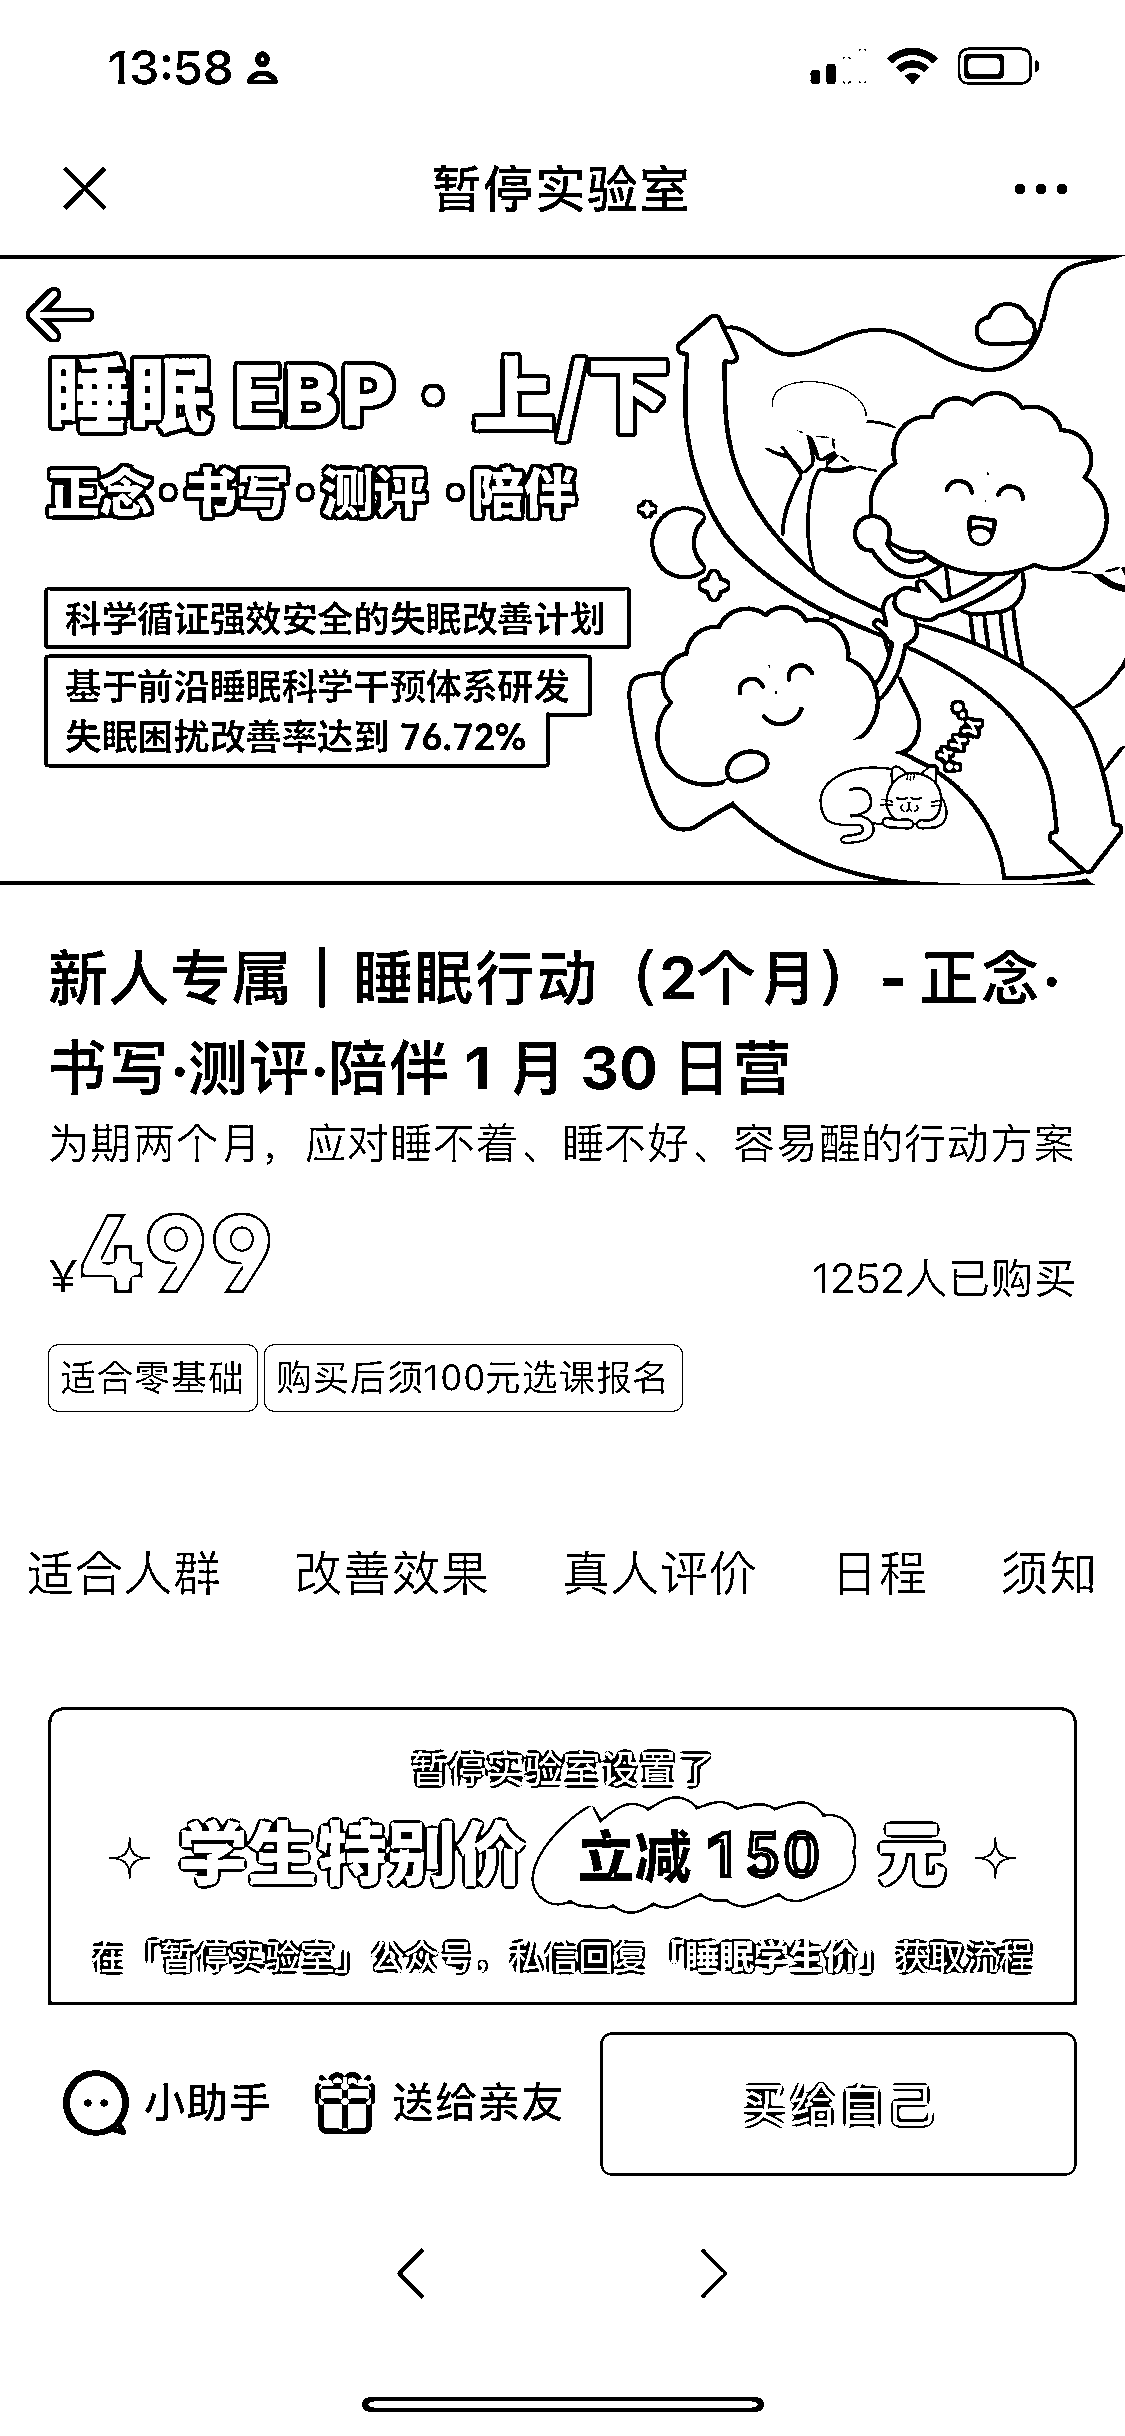 13:58
暂停实验室
睡眠 EBP · 上/下
正念·书写·测评·陪伴
科学循证强效安全的失眠改善计划
基于前沿睡眠科学干预体系研发
失眠困扰改善率达到 76.72%
新人专属｜睡眠行动（2个月）- 正念·
书写·测评·陪伴 1 月 30 日营
为期两个月，应对睡不着、睡不好、容易醒的行动方案
¥499
1252人已购买
适合零基础 购买后须100元选课报名
适合人群 改善效果 真人评价 日程 须知
暂停实验室设置了
学生特别价 立减 150 元
在「暂停实验室」公众号，私信回复「睡眠学生价」获取流程
小助手 送给亲友 买给自己